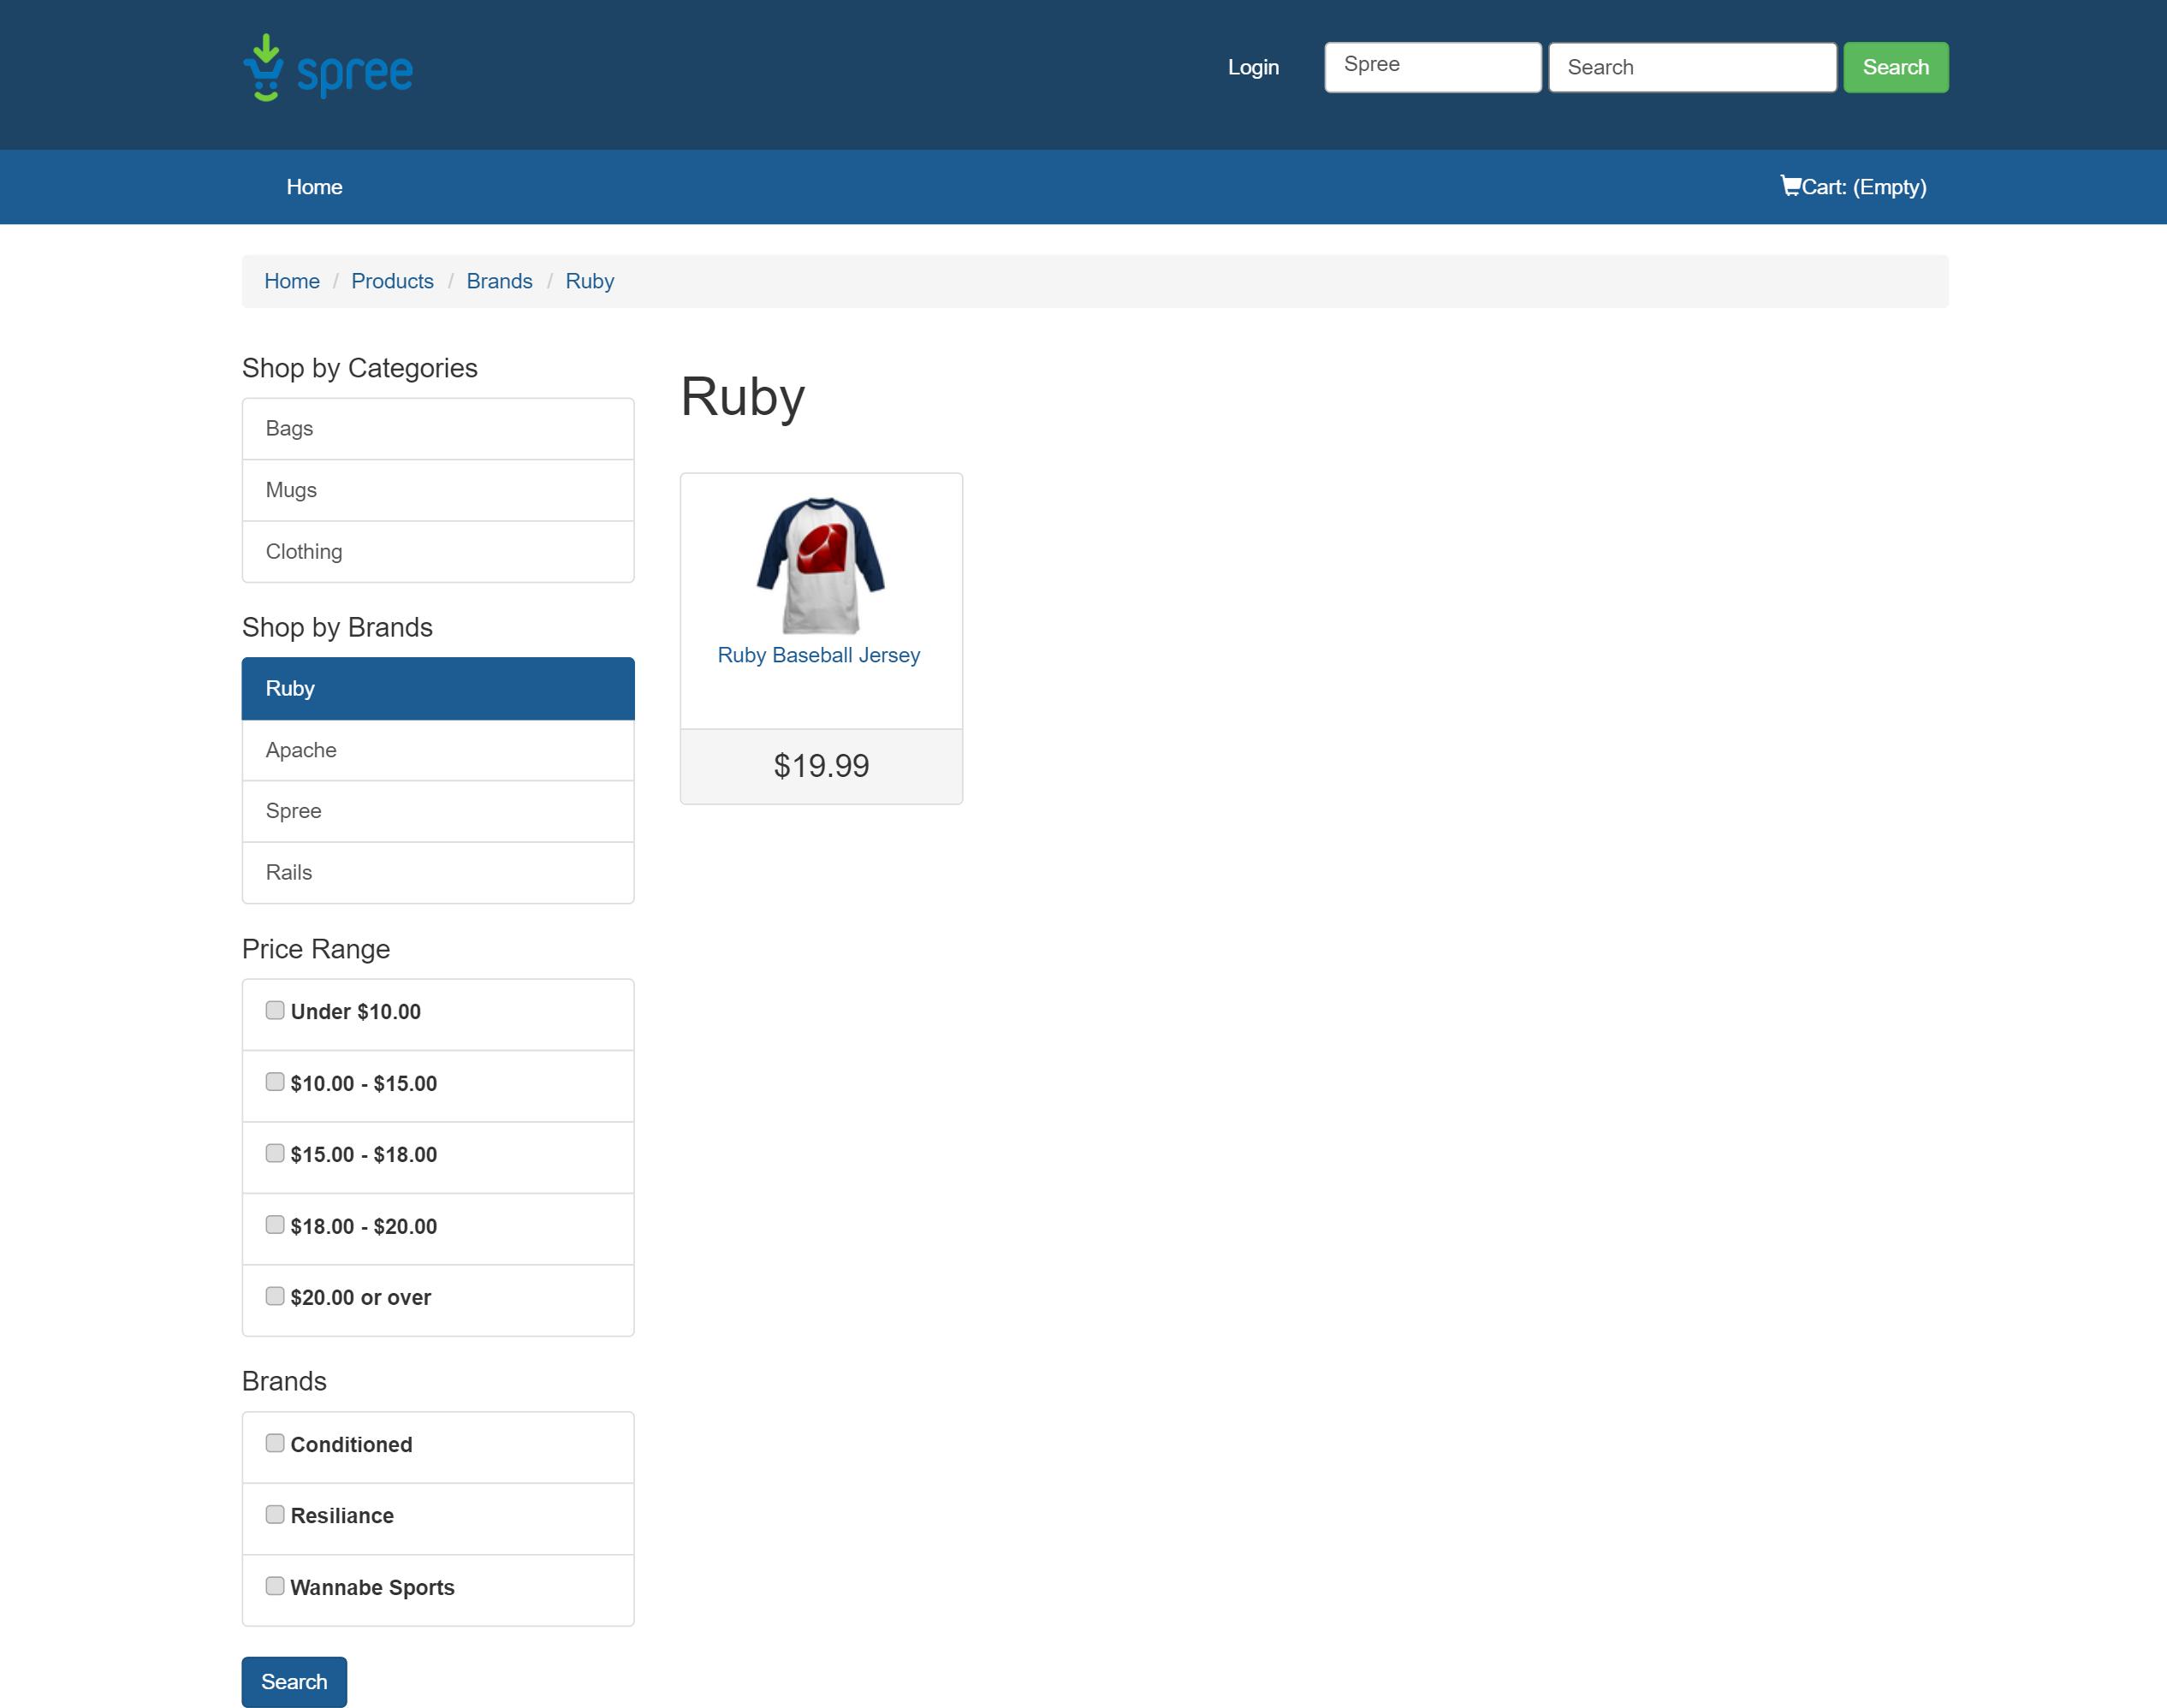 spree
Login
Spree
Search
Search
Home
Cart: (Empty)
Home / Products / Brands / Ruby
Shop by Categories
Bags
Mugs
Clothing
Shop by Brands
Ruby
Apache
Spree
Rails
Price Range
Under $10.00
$10.00 - $15.00
$15.00 - $18.00
$18.00 - $20.00
$20.00 or over
Brands
Conditioned
Resiliance
Wannabe Sports
Search
Ruby
Ruby Baseball Jersey
$19.99